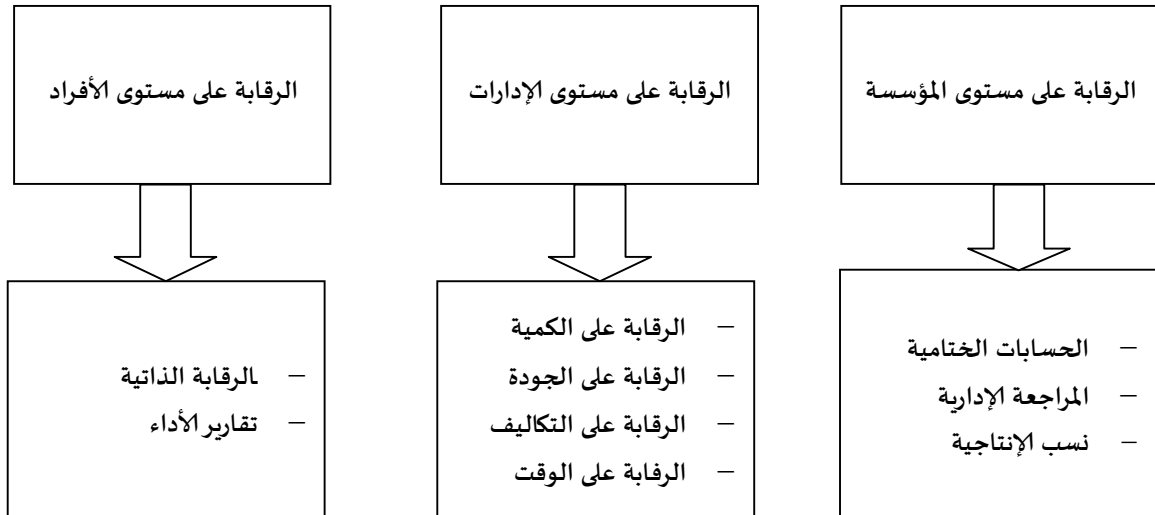 الرقابة على مستوى المؤسسة
الرقابة على مستوى الإدارات
الرقابة على مستوى الأفراد
– الحسابات الختامية
– المراجعة الإدارية
– نسب الإنتاجية
– الرقابة على الكمية
– الرقابة على الجودة
– الرقابة على التكاليف
– الرفابة على الوقت
– الرقابة الذاتية
– تقارير الأداء